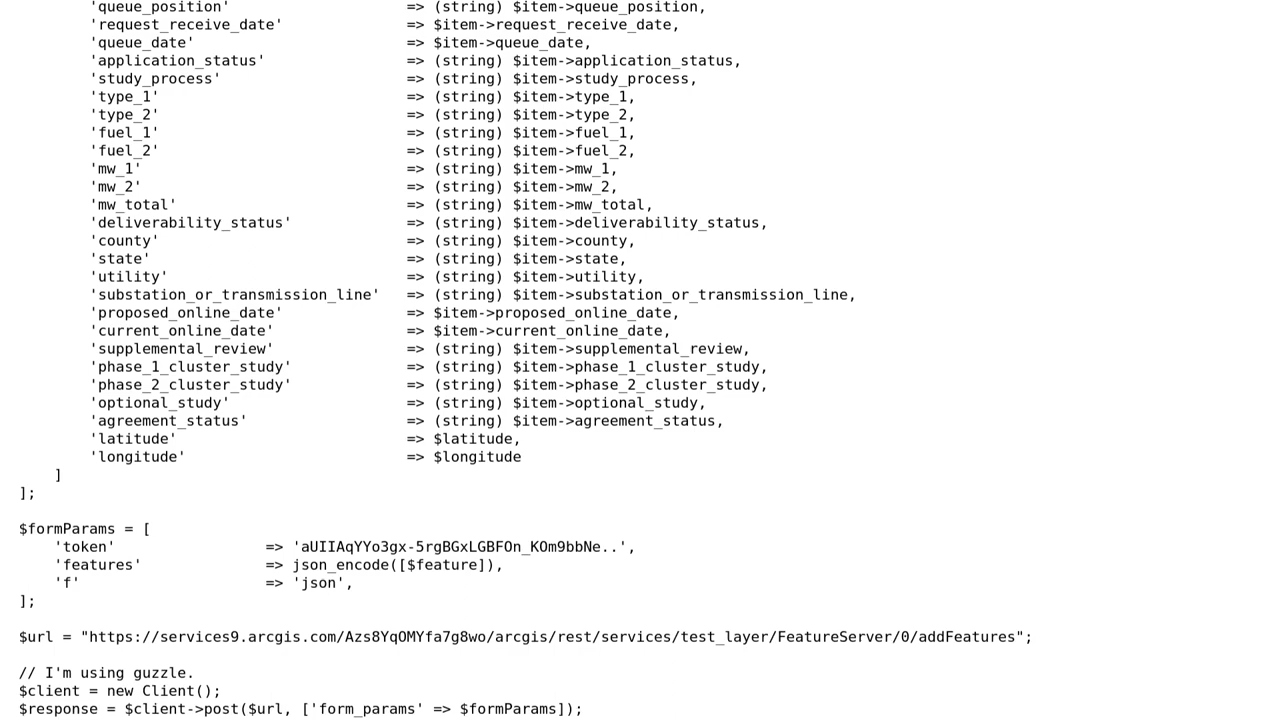 'queue_position' => (string) $item->queue_position,
'request_receive_date' => $item->request_receive_date,
'queue_date' => $item->queue_date,
'application_status' => (string) $item->application_status,
'study_process' => (string) $item->study_process,
'type_1' => (string) $item->type_1,
'type_2' => (string) $item->type_2,
'fuel_1' => (string) $item->fuel_1,
'fuel_2' => (string) $item->fuel_2,
'mw_1' => (string) $item->mw_1,
'mw_2' => (string) $item->mw_2,
'mw_total' => (string) $item->mw_total,
'deliverability_status' => (string) $item->deliverability_status,
'county' => (string) $item->county,
'state' => (string) $item->state,
'utility' => (string) $item->utility,
'substation_or_transmission_line' => (string) $item->substation_or_transmission_line,
'proposed_online_date' => $item->proposed_online_date,
'current_online_date' => $item->current_online_date,
'supplemental_review' => (string) $item->supplemental_review,
'phase_1_cluster_study' => (string) $item->phase_1_cluster_study,
'phase_2_cluster_study' => (string) $item->phase_2_cluster_study,
'optional_study' => (string) $item->optional_study,
'agreement_status' => (string) $item->agreement_status,
'latitude' => $latitude,
'longitude' => $longitude
]
];
$formParams = [
'token' => 'aUIIAqYYo3gx-5rgBGxLGBFOn_KOm9bbNe..',
'features' => json_encode([$feature]),
'f' => 'json',
];
$url = "https://services9.arcgis.com/Azs8YqOMYfa7g8wo/arcgis/rest/services/test_layer/FeatureServer/0/addFeatures";
// I'm using guzzle.
$client = new Client();
$response = $client->post($url, ['form_params' => $formParams]);